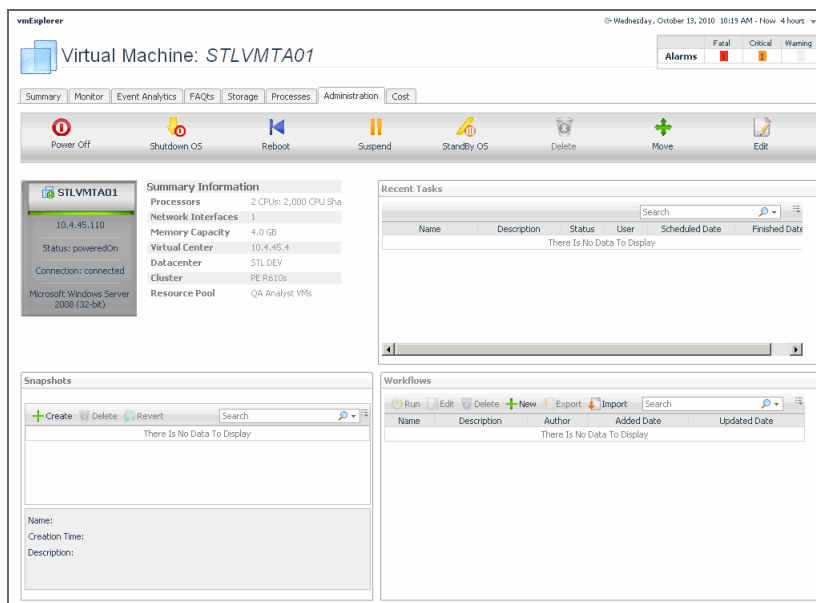 vmExplorer
Wednesday, October 13, 2010 10:19 AM - Now 4 hours
Virtual Machine: STLVMTA01
Fatal Critical Warning
Alarms 1 1
Summary Monitor Event Analytics FAQts Storage Processes Administration Cost
Power Off Shutdown OS Reboot Suspend StandBy OS Delete Move Edit
STLVMTA01
10.4.45.110
Status: poweredOn
Connection: connected
Microsoft Windows Server
2008 (32-bit)
Summary Information
Processors 2 CPUs: 2,000 CPU Sha
Network Interfaces 1
Memory Capacity 4.0 GB
Virtual Center 10.4.45.4
Datacenter STL DEV
Cluster PE R610s
Resource Pool QA Analyst VMs
Recent Tasks
Search
Name Description Status User Scheduled Date Finished Date
There Is No Data To Display
Snapshots
Create Delete Revert Search
There Is No Data To Display
Name:
Creation Time:
Description:
Workflows
Run Edit Delete New Export Import Search
Name Description Author Added Date Updated Date
There Is No Data To Display